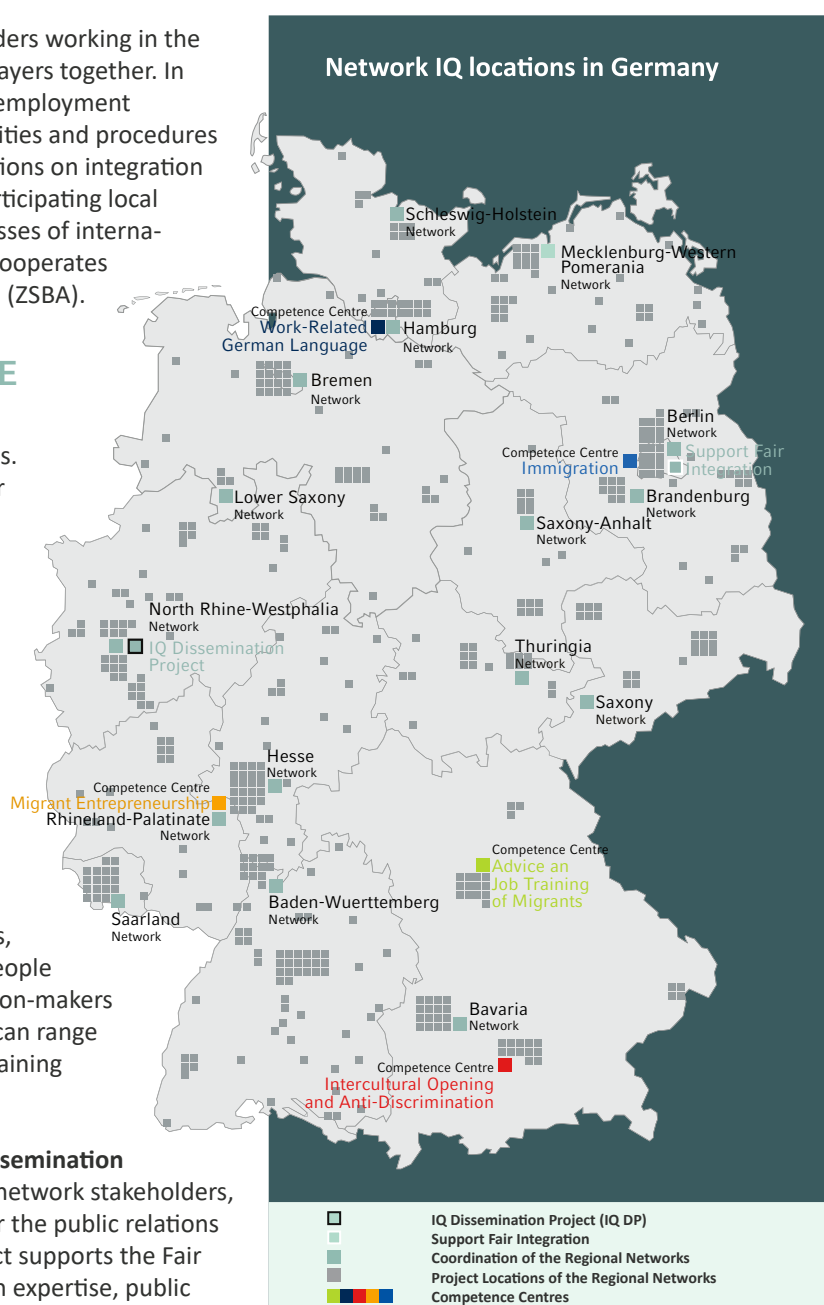 ders working in the
ayers together. In
employment
ities and procedures
tions on integration
rticipating local
sses of interna-
ooperates
(ZSBA).
E
s.
r
s,
eople
on-makers
can range
aining
semination
network stakeholders,
r the public relations
ct supports the Fair
n expertise, public
Network IQ locations in Germany
Schleswig-Holstein
Network
Mecklenburg-Western
Pomerania
Network
Competence Centre
Work-Related
German Language
Hamburg
Network
Bremen
Network
Berlin
Network
Competence Centre
Immigration
Support Fair
Integration
Lower Saxony
Network
Brandenburg
Network
Saxony-Anhalt
Network
North Rhine-Westphalia
Network
IQ Dissemination
Project
Thuringia
Network
Saxony
Network
Hesse
Network
Competence Centre
Migrant Entrepreneurship
Rhineland-Palatinate
Network
Competence Centre
Advice an
Job Training
of Migrants
Saarland
Network
Baden-Wuerttemberg
Network
Bavaria
Network
Competence Centre
Intercultural Opening
and Anti-Discrimination
IQ Dissemination Project (IQ DP)
Support Fair Integration
Coordination of the Regional Networks
Project Locations of the Regional Networks
Competence Centres